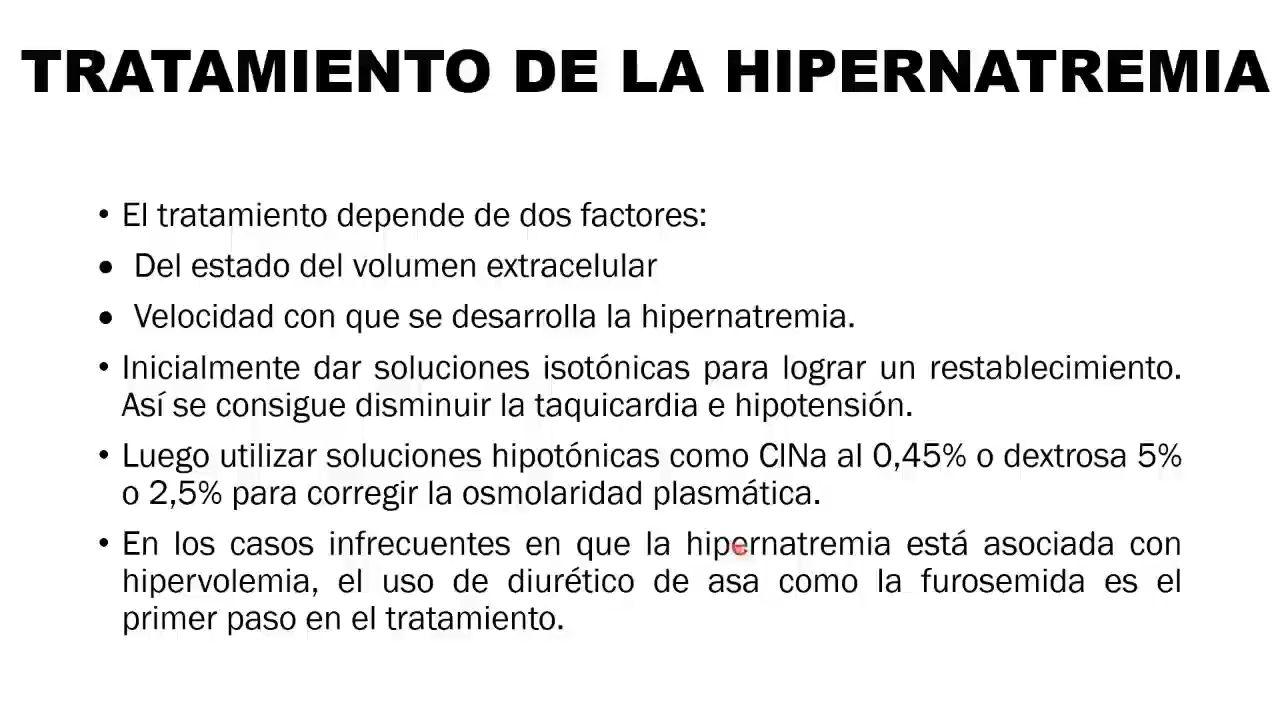 TRATAMIENTO DE LA HIPERNATREMIA
• El tratamiento depende de dos factores:
• Del estado del volumen extracelular
• Velocidad con que se desarrolla la hipernatremia.
• Inicialmente dar soluciones isotónicas para lograr un restablecimiento.
Así se consigue disminuir la taquicardia e hipotensión.
• Luego utilizar soluciones hipotónicas como ClNa al 0,45% o dextrosa 5%
o 2,5% para corregir la osmolaridad plasmática.
• En los casos infrecuentes en que la hipernatremia está asociada con
hipervolemia, el uso de diurético de asa como la furosemida es el
primer paso en el tratamiento.